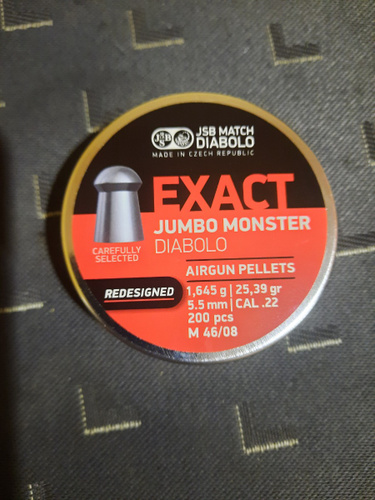 JSB
JSB MATCH
DIABOLO
MADE IN CZECH REPUBLIC
EXACT
JUMBO MONSTER
DIABOLO
CAREFULLY
SELECTED
AIRGUN PELLETS
REDESIGNED
1,645 g | 25,39 gr
5.5 mm | CAL .22
200 pcs
M 46/08